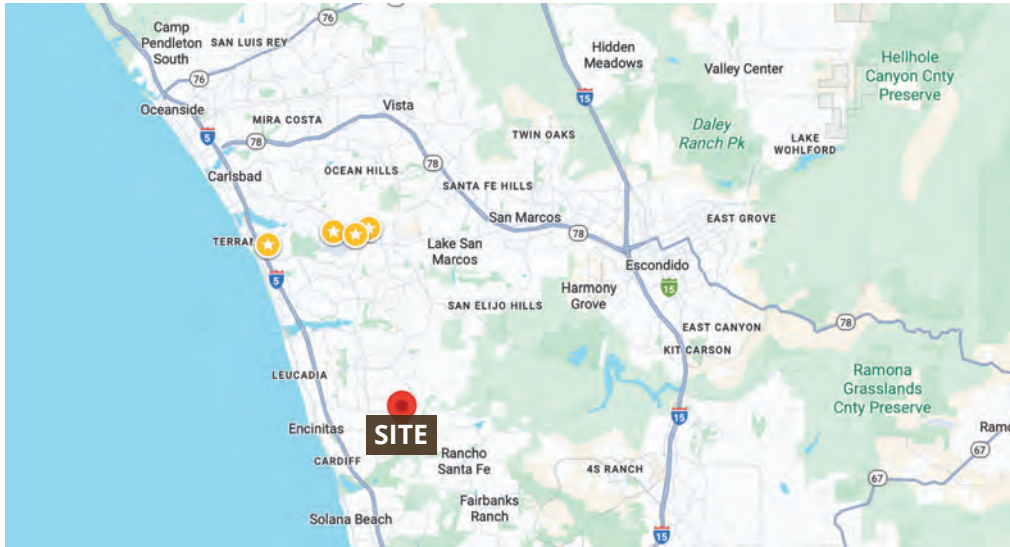 Camp
Pendleton
South
SAN LUIS REY
76
76
Oceanside
5
MIRA COSTA
78
Vista
Carlsbad
OCEAN HILLS
78
TWIN OAKS
SANTA FE HILLS
San Marcos
78
Hidden
Meadows
15
Valley Center
Daley
Ranch Pk
Hellhole
Canyon Cnty
Preserve
LAKE
WOHLFORD
EAST GROVE
Escondido
15
Harmony
Grove
EAST CANYON
KIT CARSON
78
Lake San
Marcos
SAN ELIJO HILLS
5
LEUCADIA
Encinitas
SITE
CARDIFF
Rancho
Santa Fe
Fairbanks
Ranch
Solana Beach
4S RANCH
15
15
Ramona
Grasslands
Cnty Preserve
67
67